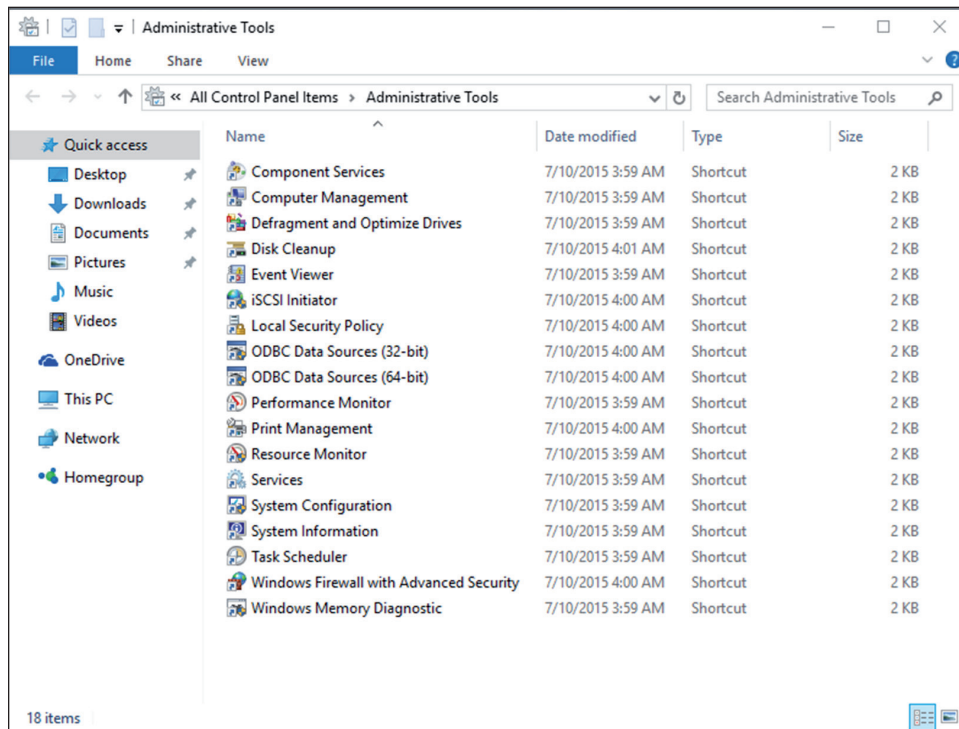 Administrative Tools
File Home Share View
« All Control Panel Items › Administrative Tools Search Administrative Tools
Name Date modified Type Size
Quick access
Desktop
Downloads
Documents
Pictures
Music
Videos
OneDrive
This PC
Network
Homegroup
Component Services 7/10/2015 3:59 AM Shortcut 2 KB
Computer Management 7/10/2015 3:59 AM Shortcut 2 KB
Defragment and Optimize Drives 7/10/2015 3:59 AM Shortcut 2 KB
Disk Cleanup 7/10/2015 4:01 AM Shortcut 2 KB
Event Viewer 7/10/2015 3:59 AM Shortcut 2 KB
iSCSI Initiator 7/10/2015 4:00 AM Shortcut 2 KB
Local Security Policy 7/10/2015 4:00 AM Shortcut 2 KB
ODBC Data Sources (32-bit) 7/10/2015 4:00 AM Shortcut 2 KB
ODBC Data Sources (64-bit) 7/10/2015 4:00 AM Shortcut 2 KB
Performance Monitor 7/10/2015 3:59 AM Shortcut 2 KB
Print Management 7/10/2015 4:00 AM Shortcut 2 KB
Resource Monitor 7/10/2015 3:59 AM Shortcut 2 KB
Services 7/10/2015 3:59 AM Shortcut 2 KB
System Configuration 7/10/2015 3:59 AM Shortcut 2 KB
System Information 7/10/2015 3:59 AM Shortcut 2 KB
Task Scheduler 7/10/2015 3:59 AM Shortcut 2 KB
Windows Firewall with Advanced Security 7/10/2015 4:00 AM Shortcut 2 KB
Windows Memory Diagnostic 7/10/2015 3:59 AM Shortcut 2 KB
18 items